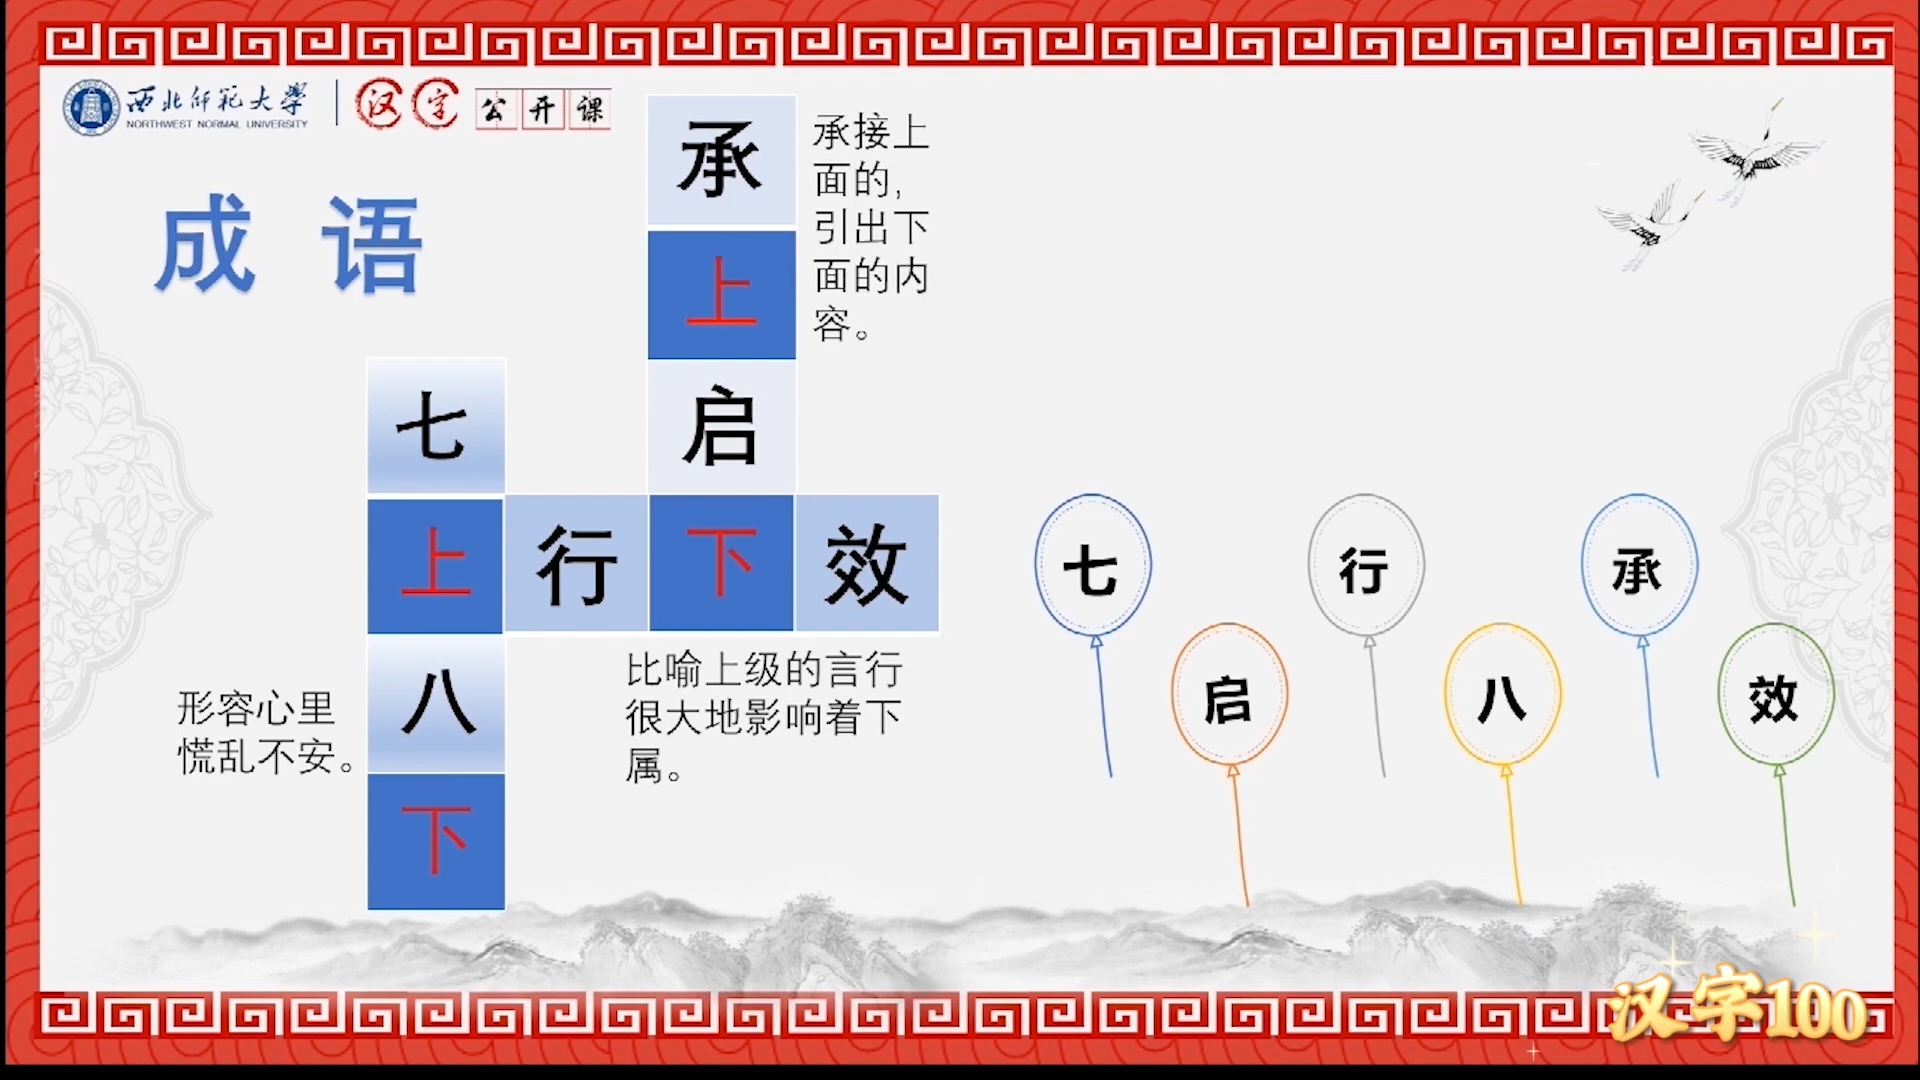 西北师范大学
NORTHWEST NORMAL UNIVERSITY
汉字公开课
成语
承
上
启
下
承接上
面的,
引出下
面的内
容。
七
上
八
下
行
效
形容心里
慌乱不安。
比喻上级的言行
很大地影响着下
属。
七
行
承
启
八
效
汉字100